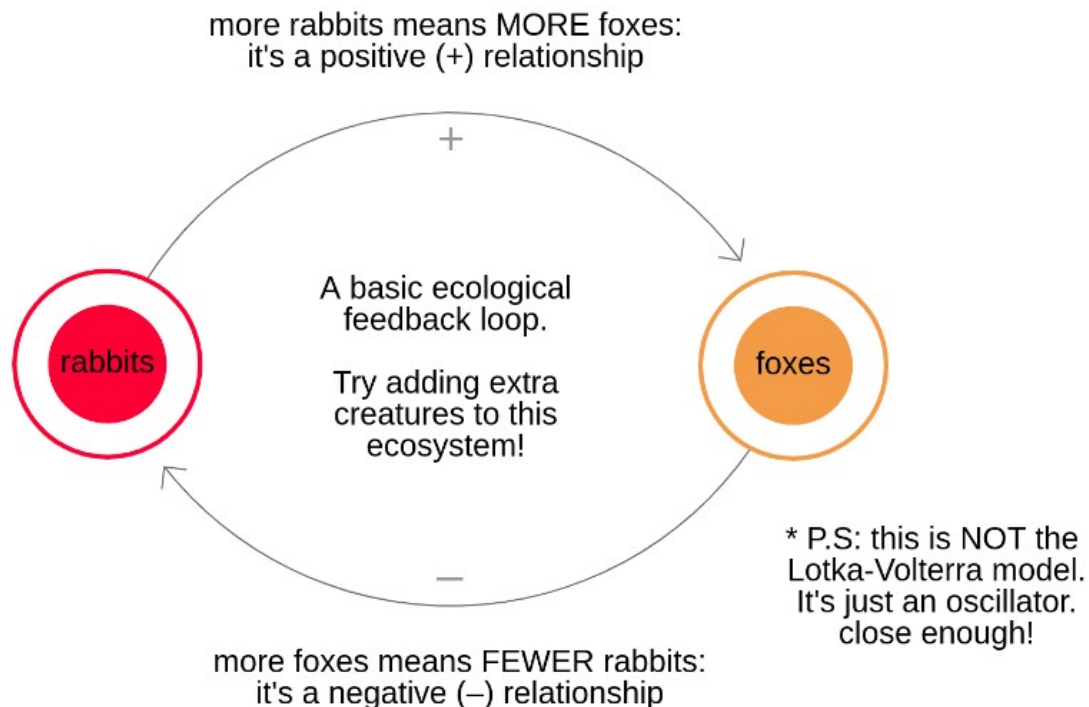 more rabbits means MORE foxes:
it's a positive (+) relationship
+
A basic ecological
feedback loop.
Try adding extra
creatures to this
ecosystem!
rabbits
foxes
* P.S: this is NOT the
Lotka-Volterra model.
It's just an oscillator.
close enough!
–
more foxes means FEWER rabbits:
it's a negative (–) relationship